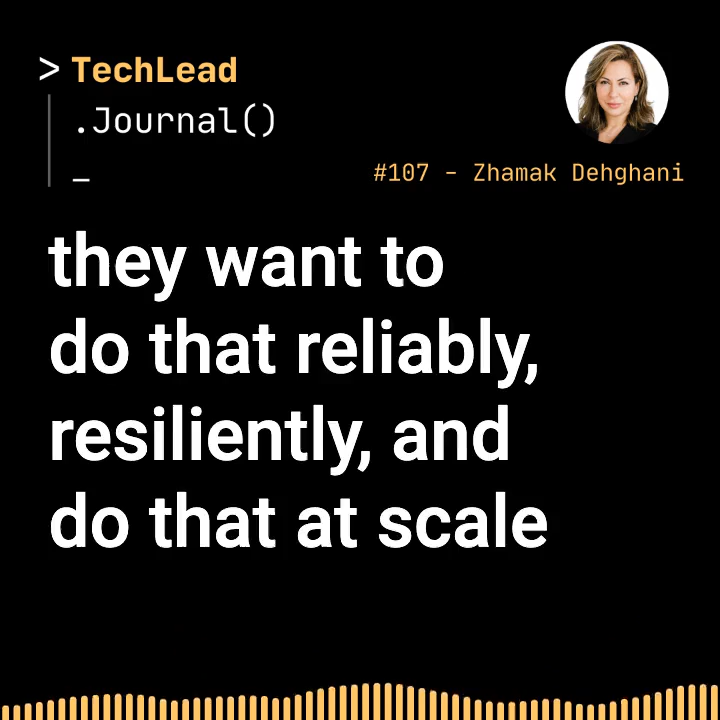 > TechLead
.Journal()
_
#107 - Zhamak Dehghani
they want to
do that reliably,
resiliently, and
do that at scale